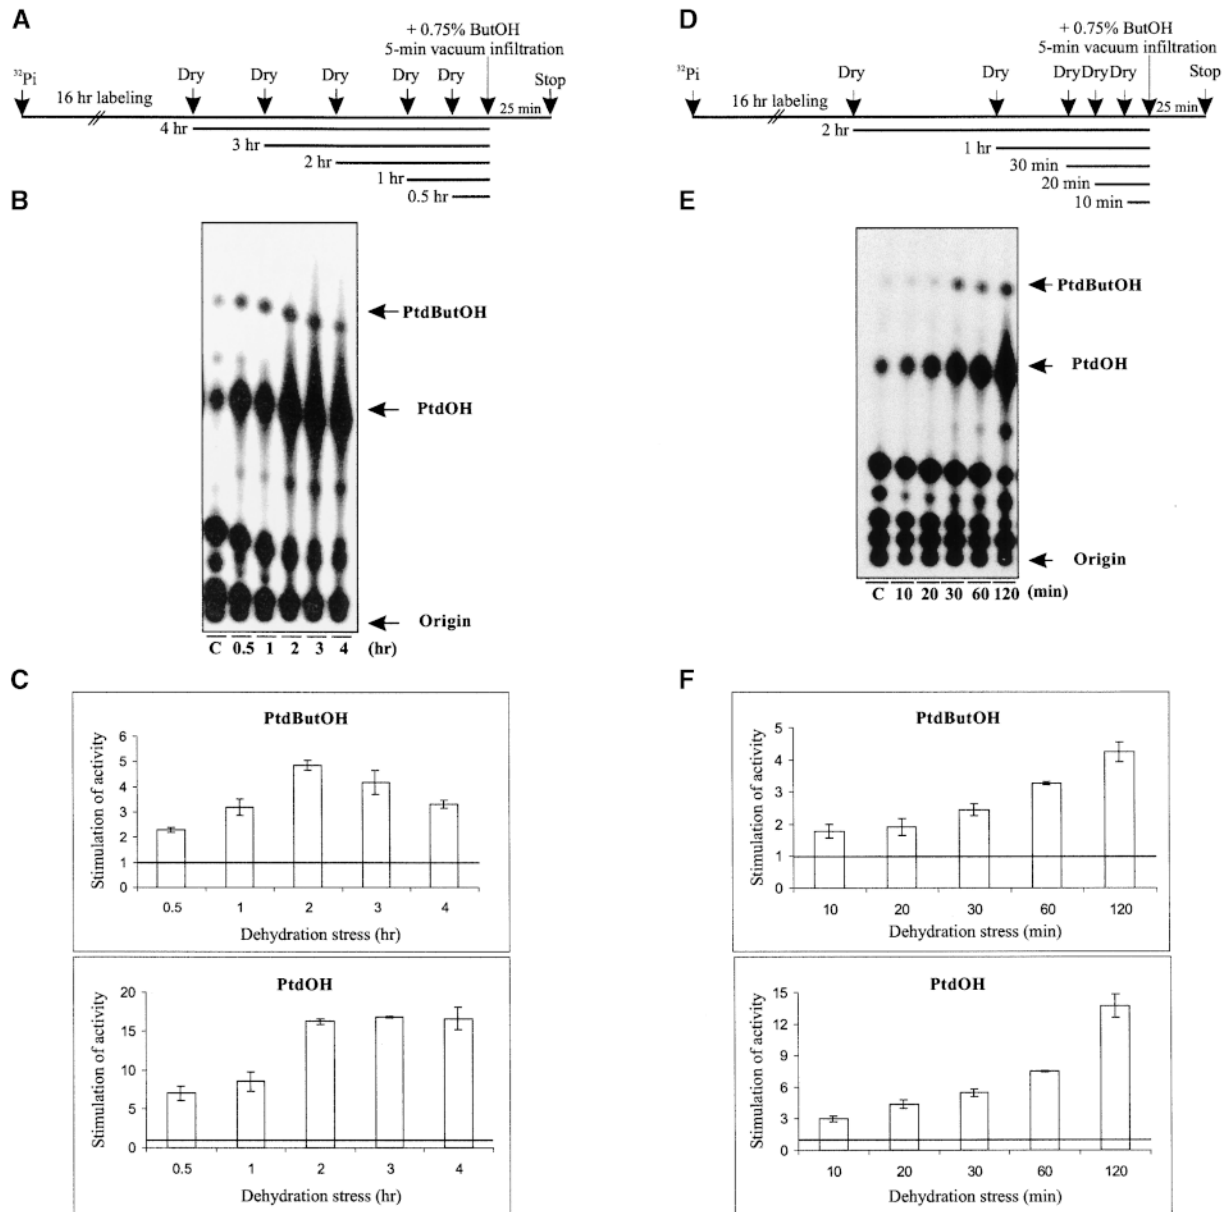 A
+ 0.75% ButOH
5-min vacuum infiltration
32Pi
Dry
Dry
Dry
Dry
Dry
Stop
16 hr labeling
25 min
4 hr
3 hr
2 hr
1 hr
0.5 hr
B
PtdButOH
PtdOH
Origin
C 0.5 1 2 3 4 (hr)
C
PtdButOH
Stimulation of activity
6
5
4
3
2
1
0
0.5 1 2 3 4
Dehydration stress (hr)
PtdOH
Stimulation of activity
20
15
10
5
0
0.5 1 2 3 4
Dehydration stress (hr)
D
+ 0.75% ButOH
5-min vacuum infiltration
32Pi
Dry
Dry
Dry
Dry
Dry
Stop
16 hr labeling
25 min
2 hr
1 hr
30 min
20 min
10 min
E
PtdButOH
PtdOH
Origin
C 10 20 30 60 120 (min)
F
PtdButOH
Stimulation of activity
5
4
3
2
1
0
10 20 30 60 120
Dehydration stress (min)
PtdOH
Stimulation of activity
15
12
9
6
3
0
10 20 30 60 120
Dehydration stress (min)